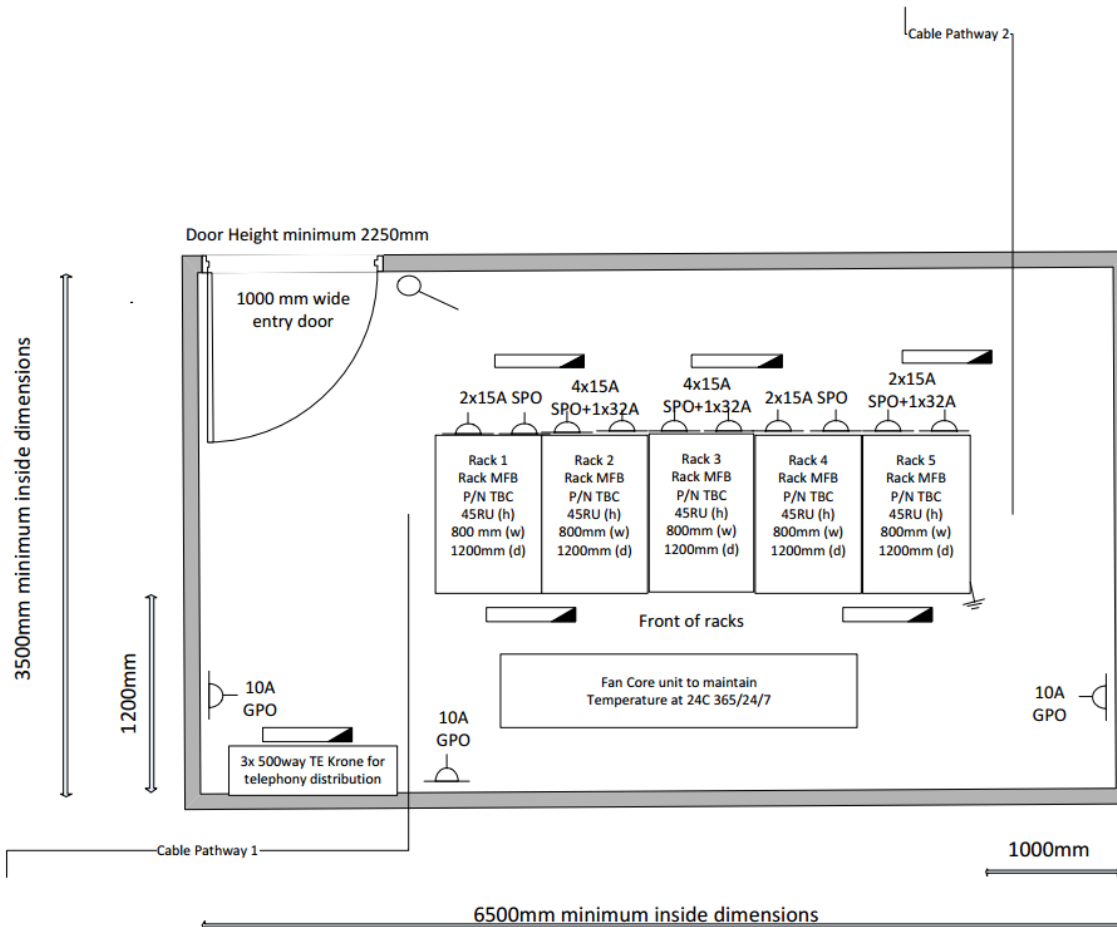 Cable Pathway 2
Door Height minimum 2250mm
1000 mm wide
entry door
3500mm minimum inside dimensions
2x15A SPO
4x15A
SPO+1x32A
4x15A
SPO+1x32A
2x15A SPO
2x15A
SPO+1x32A
Rack 1
Rack MFB
P/N TBC
45RU (h)
800 mm (w)
1200mm (d)
Rack 2
Rack MFB
P/N TBC
45RU (h)
800mm (w)
1200mm (d)
Rack 3
Rack MFB
P/N TBC
45RU (h)
800mm (w)
1200mm (d)
Rack 4
Rack MFB
P/N TBC
45RU (h)
800mm (w)
1200mm (d)
Rack 5
Rack MFB
P/N TBC
45RU (h)
800mm (w)
1200mm (d)
Front of racks
1200mm
Fan Core unit to maintain
Temperature at 24C 365/24/7
10A
GPO
10A
GPO
10A
GPO
3x 500way TE Krone for
telephony distribution
Cable Pathway 1
1000mm
6500mm minimum inside dimensions